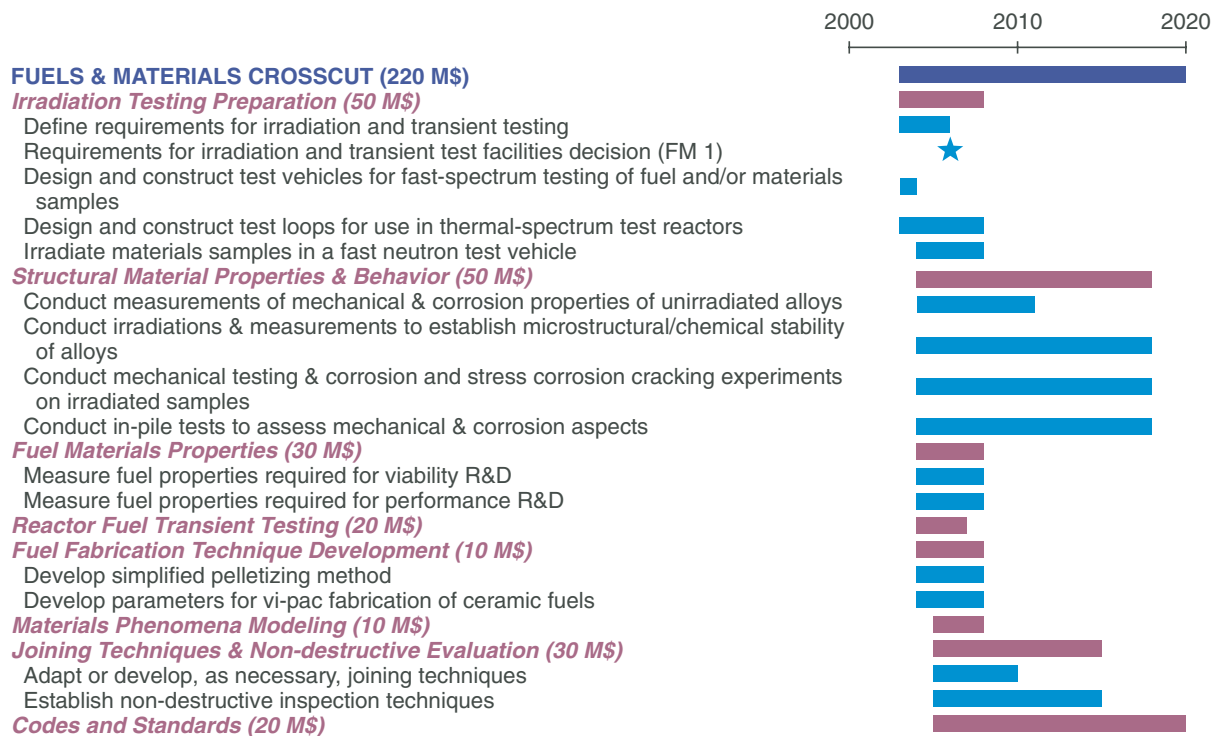 2000 2010 2020
FUELS & MATERIALS CROSSCUT (220 M$)
Irradiation Testing Preparation (50 M$)
Define requirements for irradiation and transient testing
Requirements for irradiation and transient test facilities decision (FM 1)
Design and construct test vehicles for fast-spectrum testing of fuel and/or materials
samples
Design and construct test loops for use in thermal-spectrum test reactors
Irradiate materials samples in a fast neutron test vehicle
Structural Material Properties & Behavior (50 M$)
Conduct measurements of mechanical & corrosion properties of unirradiated alloys
Conduct irradiations & measurements to establish microstructural/chemical stability
of alloys
Conduct mechanical testing & corrosion and stress corrosion cracking experiments
on irradiated samples
Conduct in-pile tests to assess mechanical & corrosion aspects
Fuel Materials Properties (30 M$)
Measure fuel properties required for viability R&D
Measure fuel properties required for performance R&D
Reactor Fuel Transient Testing (20 M$)
Fuel Fabrication Technique Development (10 M$)
Develop simplified pelletizing method
Develop parameters for vi-pac fabrication of ceramic fuels
Materials Phenomena Modeling (10 M$)
Joining Techniques & Non-destructive Evaluation (30 M$)
Adapt or develop, as necessary, joining techniques
Establish non-destructive inspection techniques
Codes and Standards (20 M$)